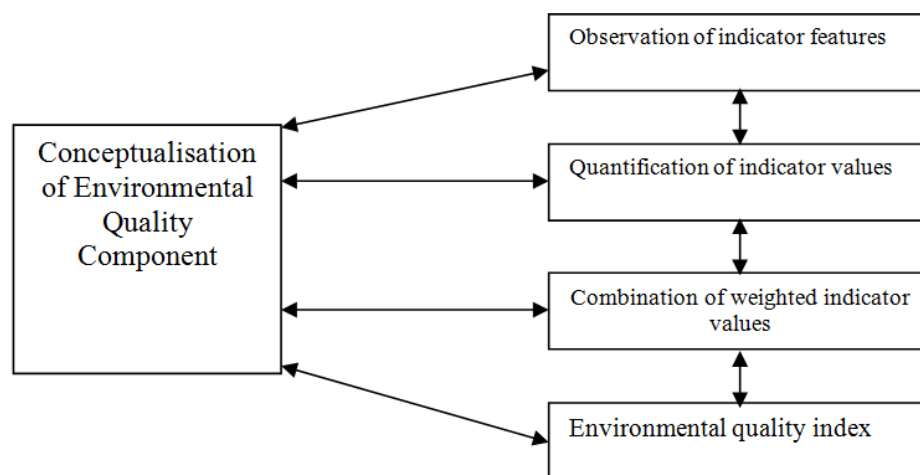 Observation of indicator features
Conceptualisation
of Environmental
Quality
Component
Quantification of indicator values
Combination of weighted indicator
values
Environmental quality index